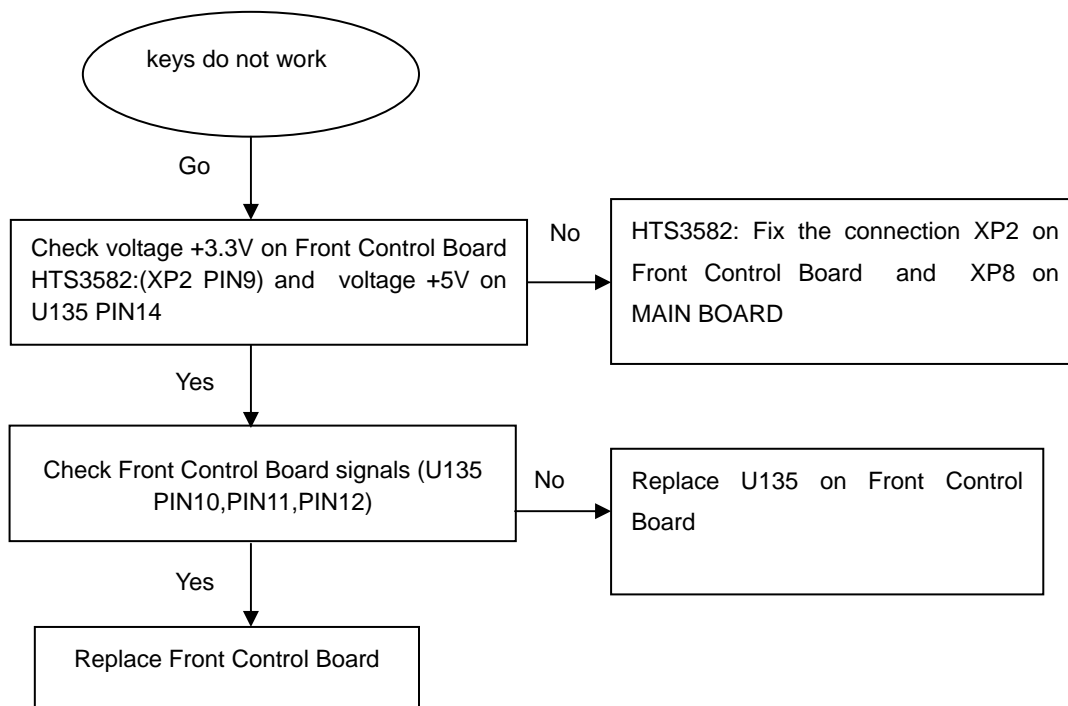 keys do not work
Go
Check voltage +3.3V on Front Control Board
HTS3582:(XP2 PIN9) and voltage +5V on
U135 PIN14
No
HTS3582: Fix the connection XP2 on
Front Control Board and XP8 on
MAIN BOARD
Yes
Check Front Control Board signals (U135
PIN10,PIN11,PIN12)
No
Replace U135 on Front Control
Board
Yes
Replace Front Control Board